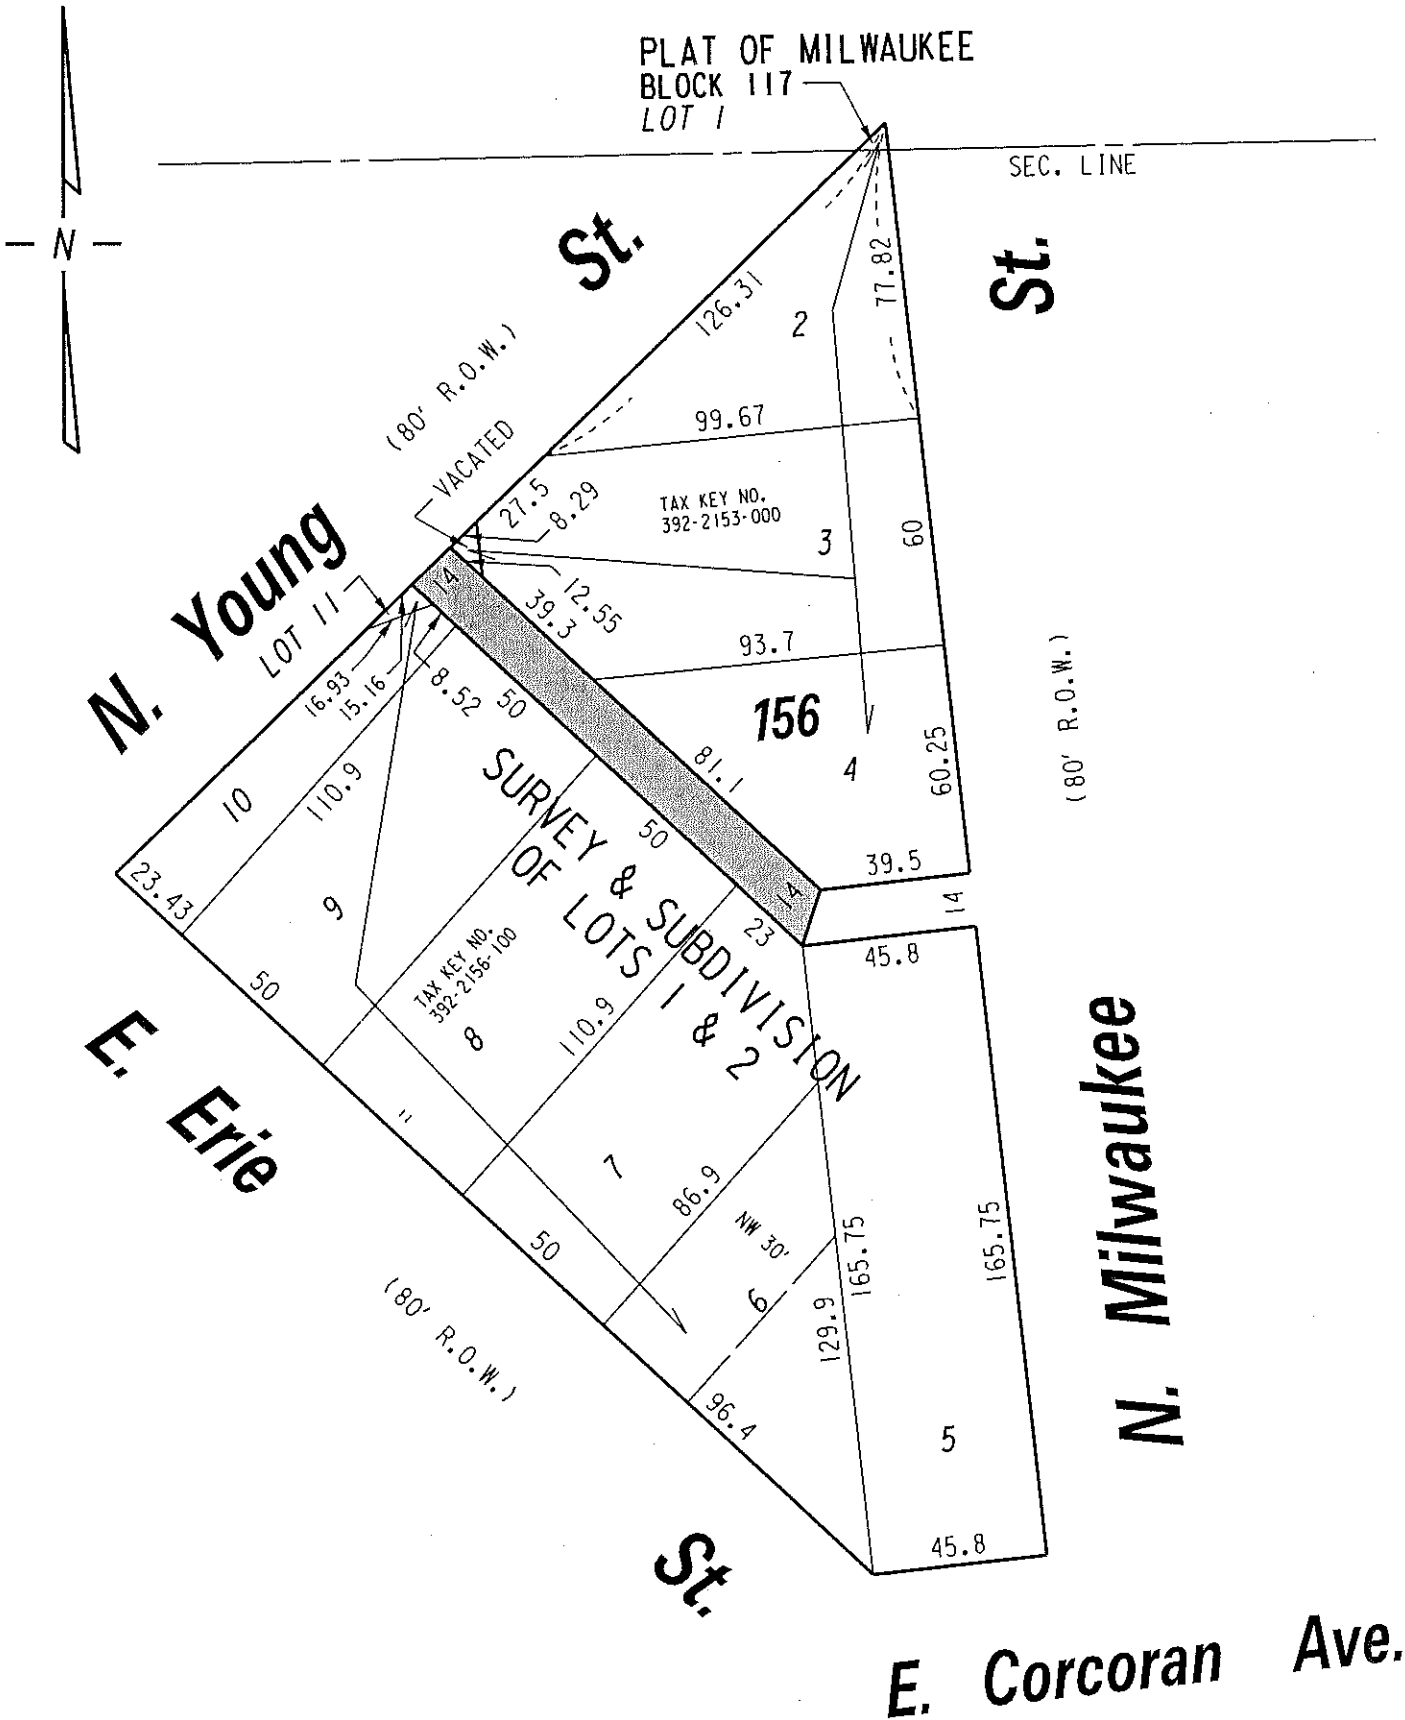 PLAT OF MILWAUKEE
BLOCK 117
LOT 1
SEC. LINE
— N —
N. Young St.
(80' R.O.W.)
126.31
2
77.82
St.
99.67
VACATED
27.5
8.29
TAX KEY NO.
392-2153-000
3
60
14
12.55
39.3
LOT 11
16.93
15.16
8.52
50
93.7
156
(80' R.O.W.)
81.1
4
60.25
10
110.9
SURVEY & SUBDIVISION
OF LOTS 1 & 2
50
39.5
14
14
23
23.43
9
45.8
TAX KEY NO.
392-2156-100
50
8
110.9
E. Erie St.
"
7
86.9
NW 30'
50
6
165.75
129.9
165.75
N. Milwaukee
(80' R.O.W.)
96.4
5
45.8
E. Corcoran Ave.